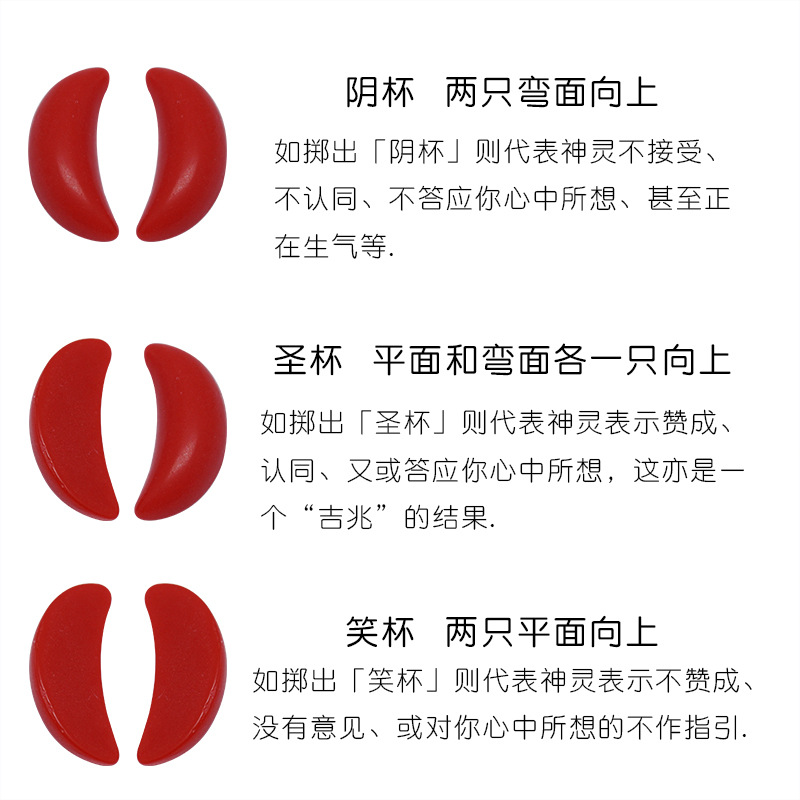 阴杯 两只弯面向上
如掷出「阴杯」则代表神灵不接受、
不认同、不答应你心中所想、甚至正
在生气等.
圣杯 平面和弯面各一只向上
如掷出「圣杯」则代表神灵表示赞成、
认同、又或答应你心中所想，这亦是一
个“吉兆”的结果.
笑杯 两只平面向上
如掷出「笑杯」则代表神灵表示不赞成、
没有意见、或对你心中所想的不作指引.